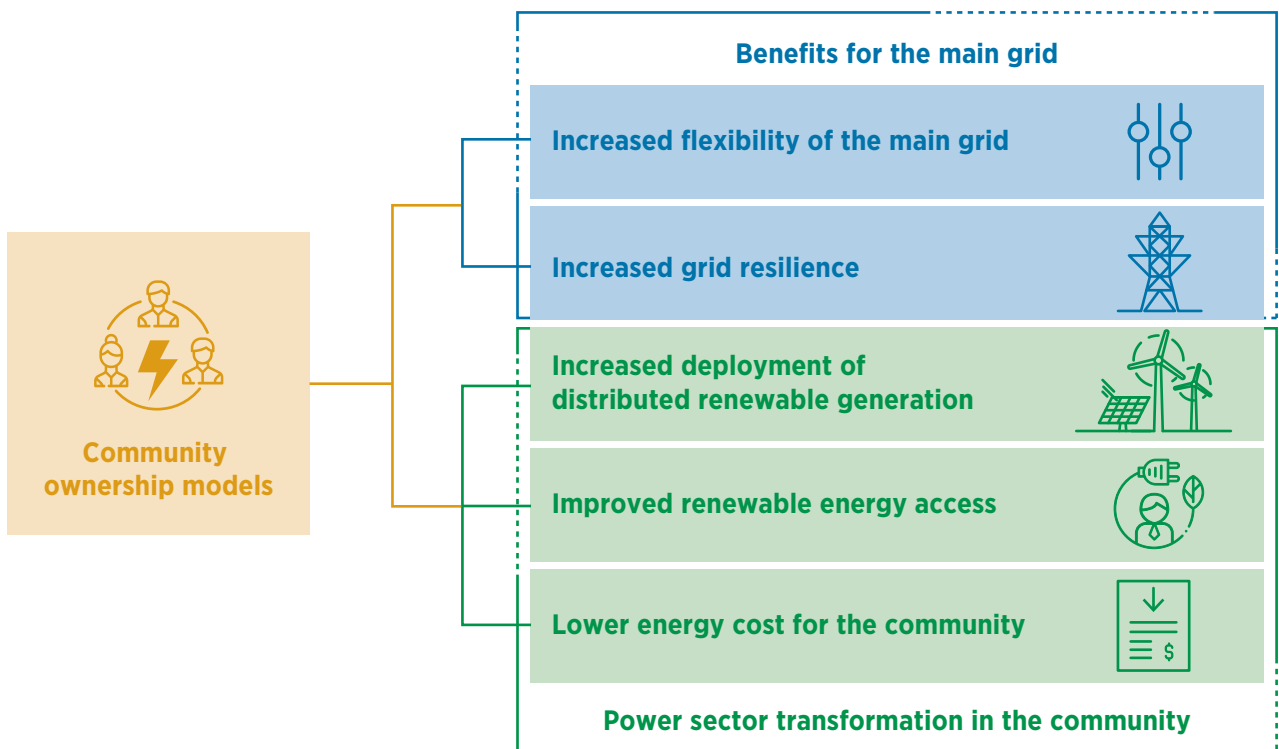 Benefits for the main grid
Increased flexibility of the main grid
Increased grid resilience
Community
ownership models
Increased deployment of
distributed renewable generation
Improved renewable energy access
Lower energy cost for the community
$
Power sector transformation in the community